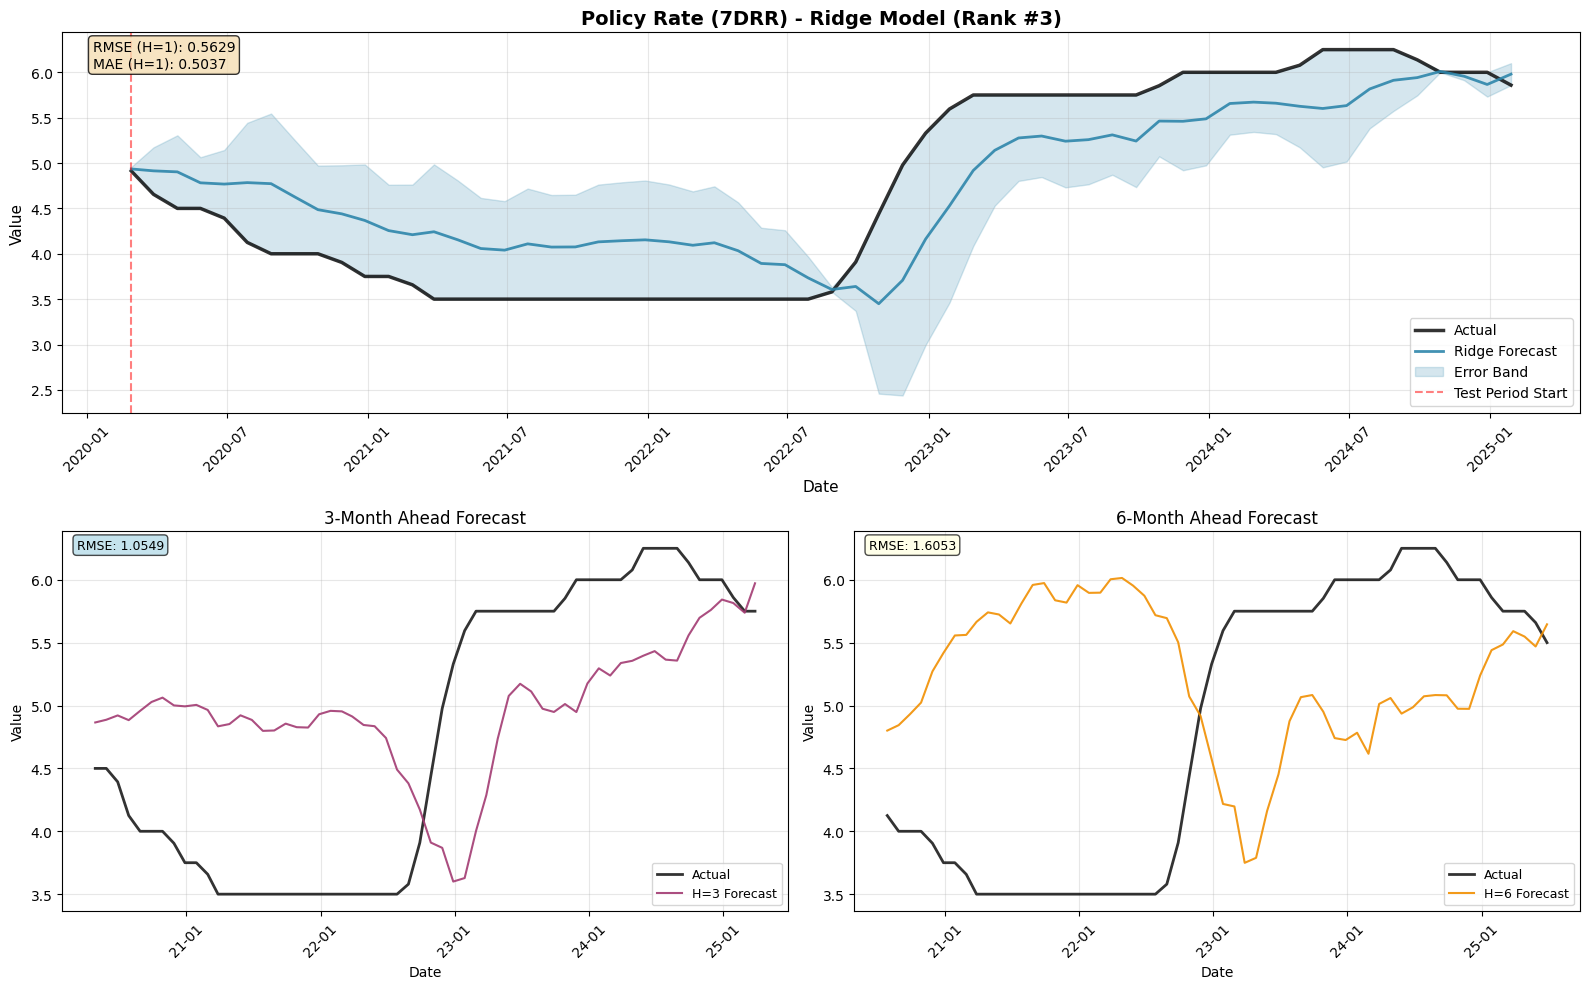 Policy Rate (7DRR) - Ridge Model (Rank #3)
RMSE (H=1): 0.5629
MAE (H=1): 0.5037
Value
6.0
5.5
5.0
4.5
4.0
3.5
3.0
2.5
Actual
Ridge Forecast
Error Band
Test Period Start
2020-01
2020-07
2021-01
2021-07
2022-01
2022-07
2023-01
2023-07
2024-01
2024-07
2025-01
Date
3-Month Ahead Forecast
RMSE: 1.0549
Value
6.0
5.5
5.0
4.5
4.0
3.5
Actual
H=3 Forecast
21-01
22-01
23-01
24-01
25-01
Date
6-Month Ahead Forecast
RMSE: 1.6053
Value
6.0
5.5
5.0
4.5
4.0
3.5
Actual
H=6 Forecast
21-01
22-01
23-01
24-01
25-01
Date